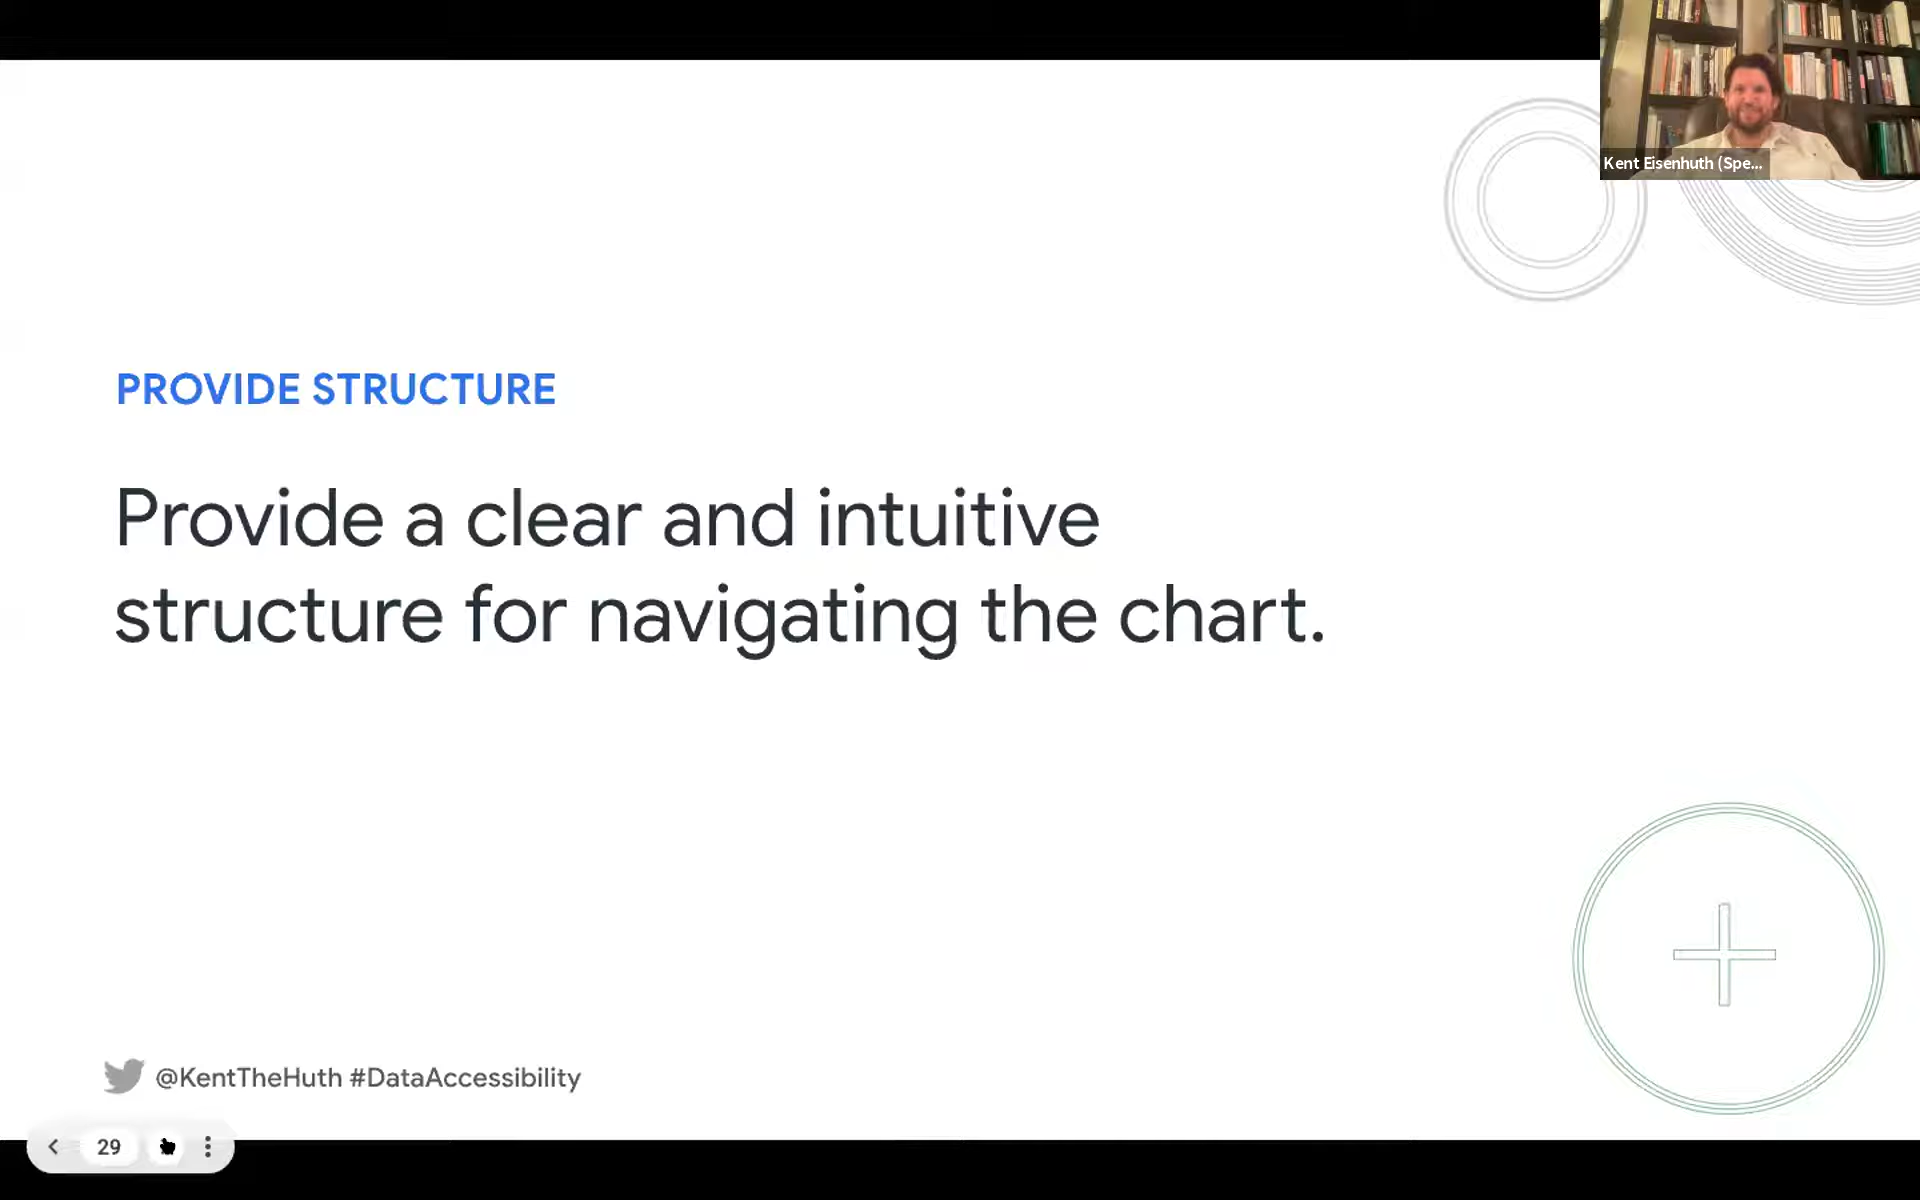 Kent Eisenhuth (Spe...
PROVIDE STRUCTURE
Provide a clear and intuitive
structure for navigating the chart.
@KentTheHuth #DataAccessibility
29